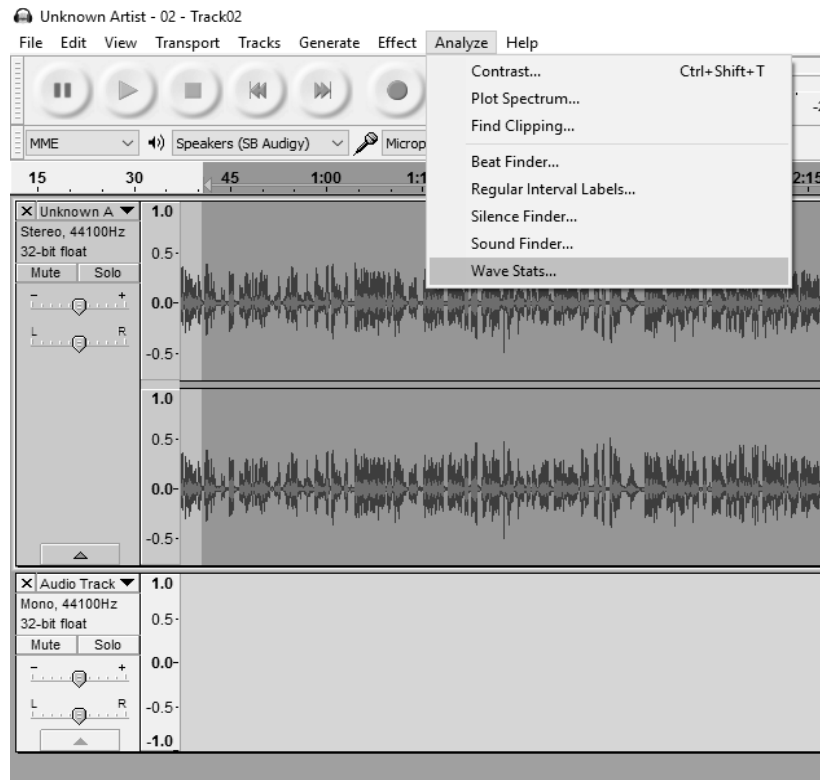 Unknown Artist - 02 - Track02
File Edit View Transport Tracks Generate Effect Analyze Help
Contrast... Ctrl+Shift+T
Plot Spectrum...
Find Clipping...
Beat Finder...
Regular Interval Labels...
Silence Finder...
Sound Finder...
Wave Stats...
MME Speakers (SB Audigy) Microp
15 30 45 1:00 1:1 2:15
Unknown A 1.0
Stereo, 44100Hz
32-bit float 0.5
Mute Solo
- + 0.0
L R
-0.5
1.0
0.5
0.0
-0.5
Audio Track 1.0
Mono, 44100Hz
32-bit float 0.5
Mute Solo
- + 0.0
L R -0.5
-1.0